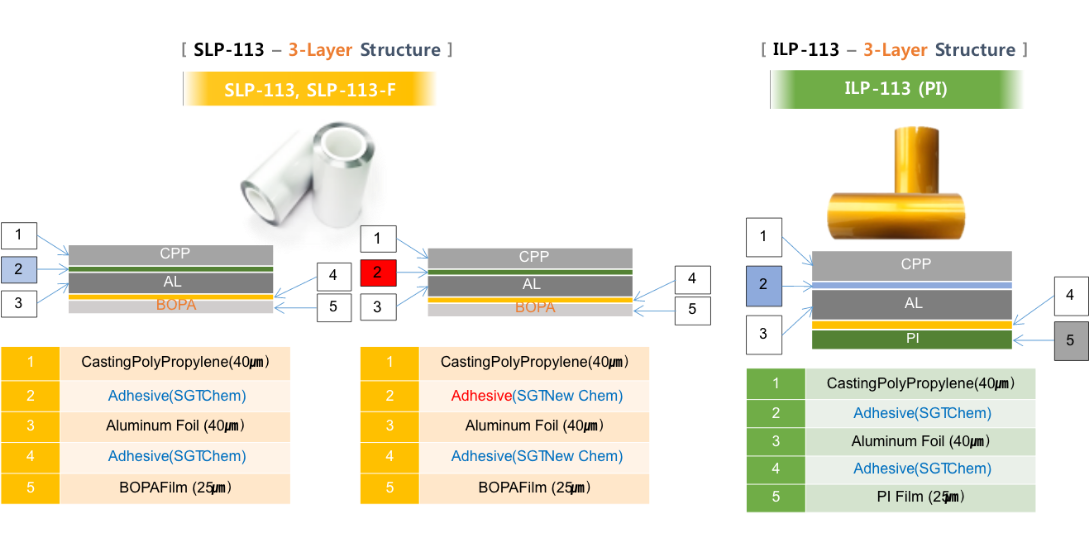 [ SLP-113 – 3-Layer Structure ]
SLP-113, SLP-113-F
1
2
3
CPP
AL
BOPA
4
5
1
2
3
CPP
AL
BOPA
4
5
1 CastingPolyPropylene(40㎛)
2 Adhesive(SGTChem)
3 Aluminum Foil (40㎛)
4 Adhesive(SGTChem)
5 BOPAFilm (25㎛)
1 CastingPolyPropylene(40㎛)
2 Adhesive(SGTNew Chem)
3 Aluminum Foil (40㎛)
4 Adhesive(SGTNew Chem)
5 BOPAFilm (25㎛)
[ ILP-113 – 3-Layer Structure ]
ILP-113 (PI)
1
2
3
CPP
AL
PI
4
5
1 CastingPolyPropylene(40㎛)
2 Adhesive(SGTChem)
3 Aluminum Foil (40㎛)
4 Adhesive(SGTChem)
5 PI Film (25㎛)